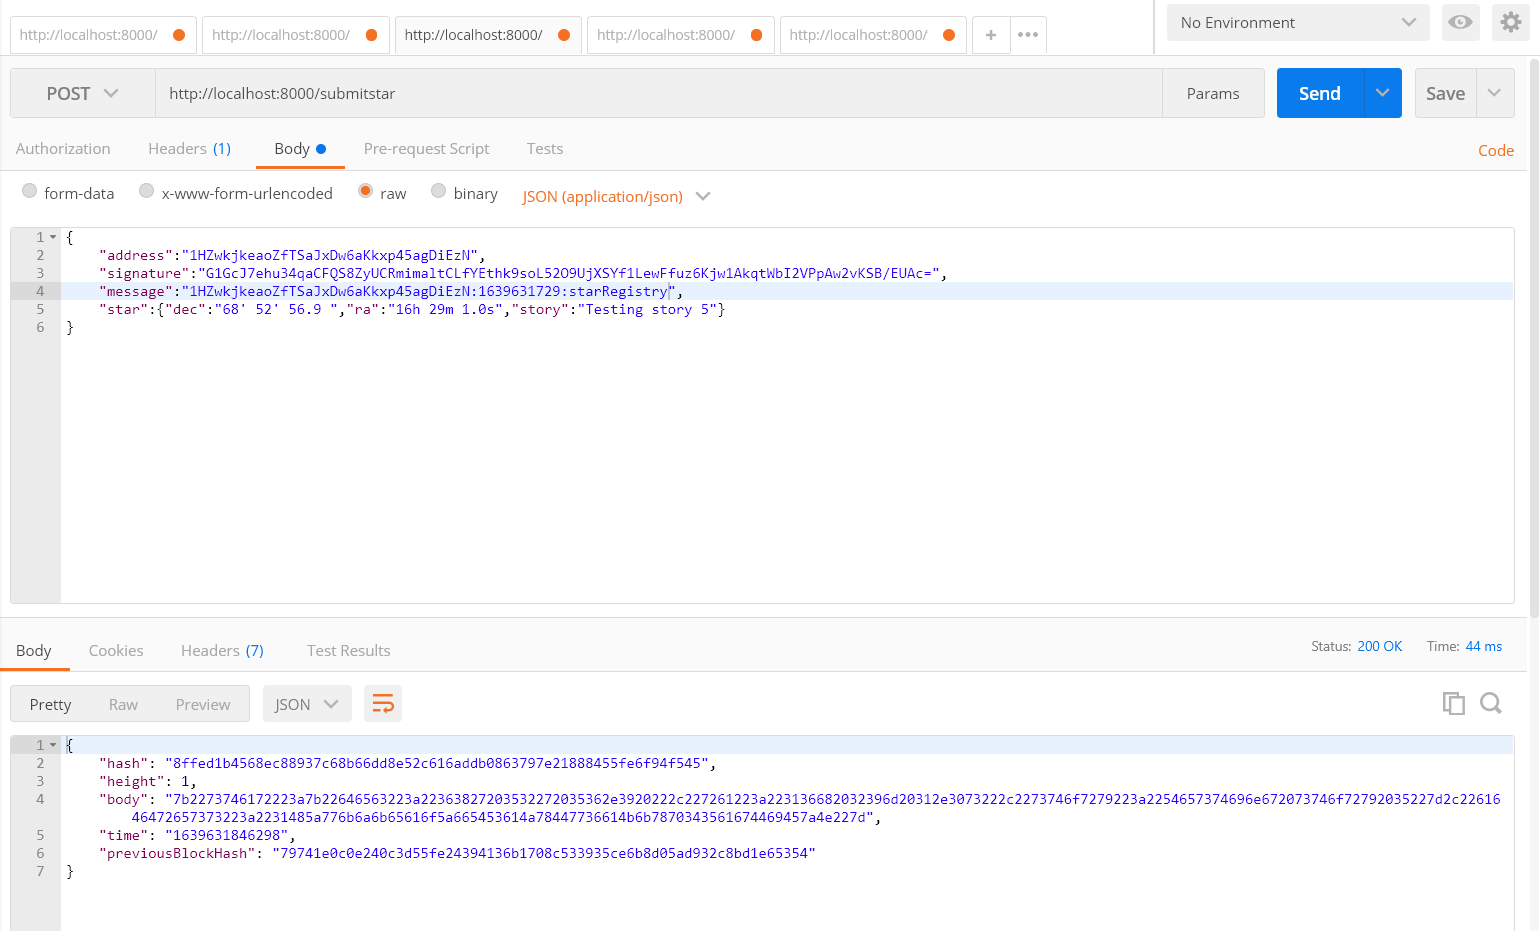 http://localhost:8000/ http://localhost:8000/ http://localhost:8000/ http://localhost:8000/ http://localhost:8000/ + ••• No Environment
POST http://localhost:8000/submitstar Params Send Save
Authorization Headers (1) Body Pre-request Script Tests Code
form-data x-www-form-urlencoded raw binary JSON (application/json)
1 {
2 "address":"1HZwkjkeaoZfTSaJxDw6aKkxp45agDiEzN",
3 "signature":"G1GcJ7ehu34qaCFQS8ZyUCRmimaltCLfYEthk9soL52O9UjXSYf1LewFfuz6Kjw1AkqtWbI2VPpAw2vKSB/EUAc=",
4 "message":"1HZwkjkeaoZfTSaJxDw6aKkxp45agDiEzN:1639631729:starRegistry",
5 "star":{"dec":"68' 52' 56.9 ","ra":"16h 29m 1.0s","story":"Testing story 5"}
6 }
Body Cookies Headers (7) Test Results Status: 200 OK Time: 44 ms
Pretty Raw Preview JSON
1 {
2 "hash": "8ffed1b4568ec88937c68b66dd8e52c616addb0863797e21888455fe6f94f545",
3 "height": 1,
4 "body": "7b2273746172223a7b22646563223a22363827203532272035362e3920222c227261223a223136682032396d20312e3073222c2273746f7279223a2254657374696e672073746f72792035227d2c22616
46472657373223a2231485a776b6a6b65616f5a665453614a78447736614b6b7870343561674469457a4e227d",
5 "time": "1639631846298",
6 "previousBlockHash": "79741e0c0e240c3d55fe24394136b1708c533935ce6b8d05ad932c8bd1e65354"
7 }